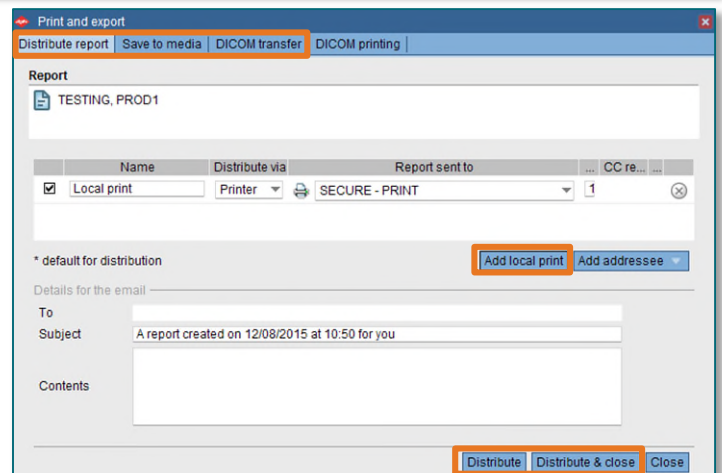 Print and export
Distribute report Save to media DICOM transfer DICOM printing
Report
TESTING, PROD1
Name Distribute via Report sent to ... CC re... ...
Local print Printer SECURE - PRINT 1
* default for distribution Add local print Add addressee
Details for the email
To
Subject A report created on 12/08/2015 at 10:50 for you
Contents
Distribute Distribute & close Close